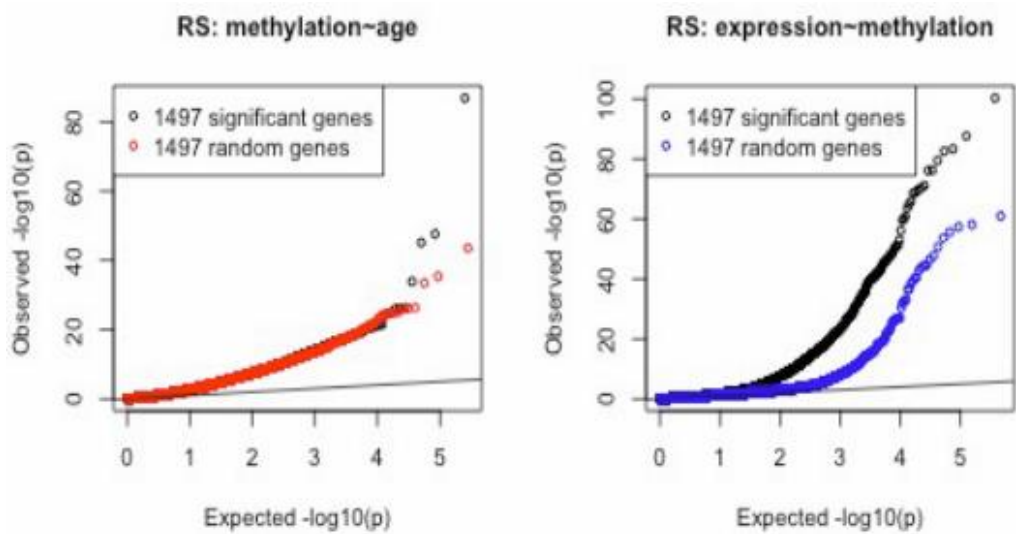 RS: methylation~age
1497 significant genes
1497 random genes
Observed -log10(p)
0
20
40
60
80
0 1 2 3 4 5
Expected -log10(p)
RS: expression~methylation
1497 significant genes
1497 random genes
Observed -log10(p)
0
20
40
60
80
100
0 1 2 3 4 5
Expected -log10(p)